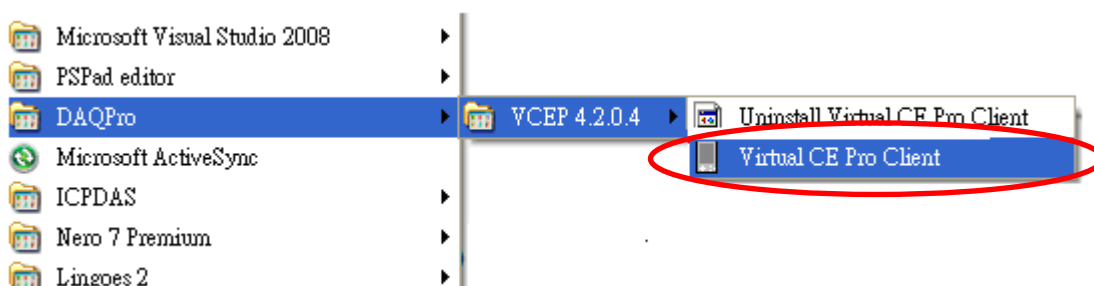 Microsoft Visual Studio 2008
PSPad editor
DAQPro
VCEP 4.2.0.4
Uninstall Virtual CE Pro Client
Microsoft ActiveSync
Virtual CE Pro Client
ICPDAS
Nero 7 Premium
Lingoes 2